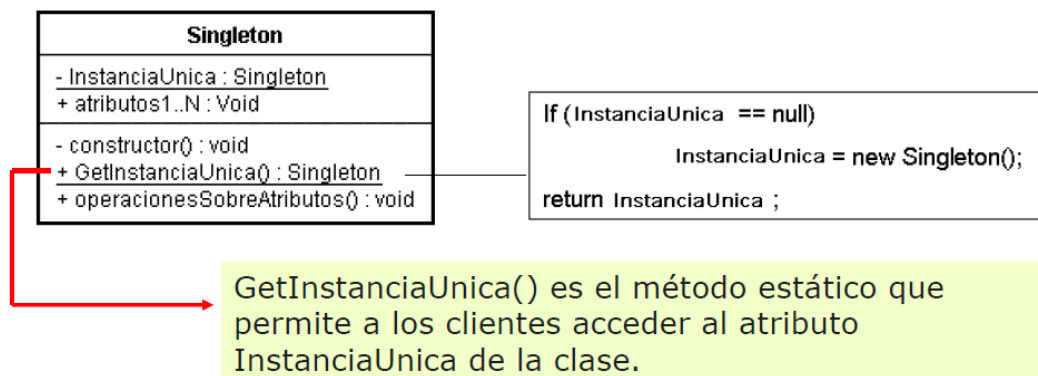 Singleton
- InstanciaUnica : Singleton
+ atributos1..N : Void
- constructor() : void
+ GetInstanciaUnica() : Singleton
+ operacionesSobreAtributos() : void
If (InstanciaUnica == null)
InstanciaUnica = new Singleton();
return InstanciaUnica ;
GetInstanciaUnica() es el método estático que
permite a los clientes acceder al atributo
InstanciaUnica de la clase.